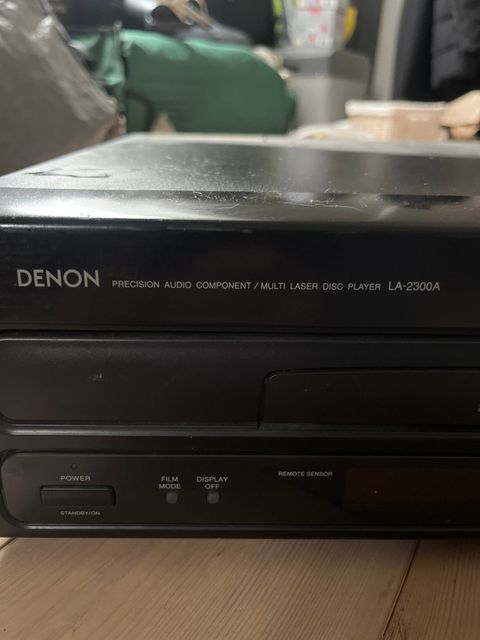 DENON PRECISION AUDIO COMPONENT / MULTI LASER DISC PLAYER LA-2300A
POWER
STANDBY/ON
FILM
MODE
DISPLAY
OFF
REMOTE SENSOR